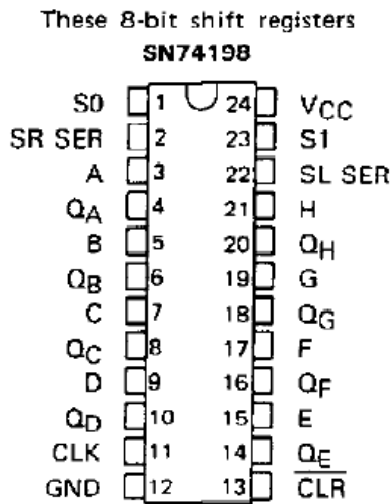 These 8-bit shift registers
SN74198
S0 1 24 VCC
SR SER 2 23 S1
A 3 22 SL SER
QA 4 21 H
B 5 20 QH
QB 6 19 G
C 7 18 QG
QC 8 17 F
D 9 16 QF
QD 10 15 E
CLK 11 14 QE
GND 12 13 C̅L̅R̅